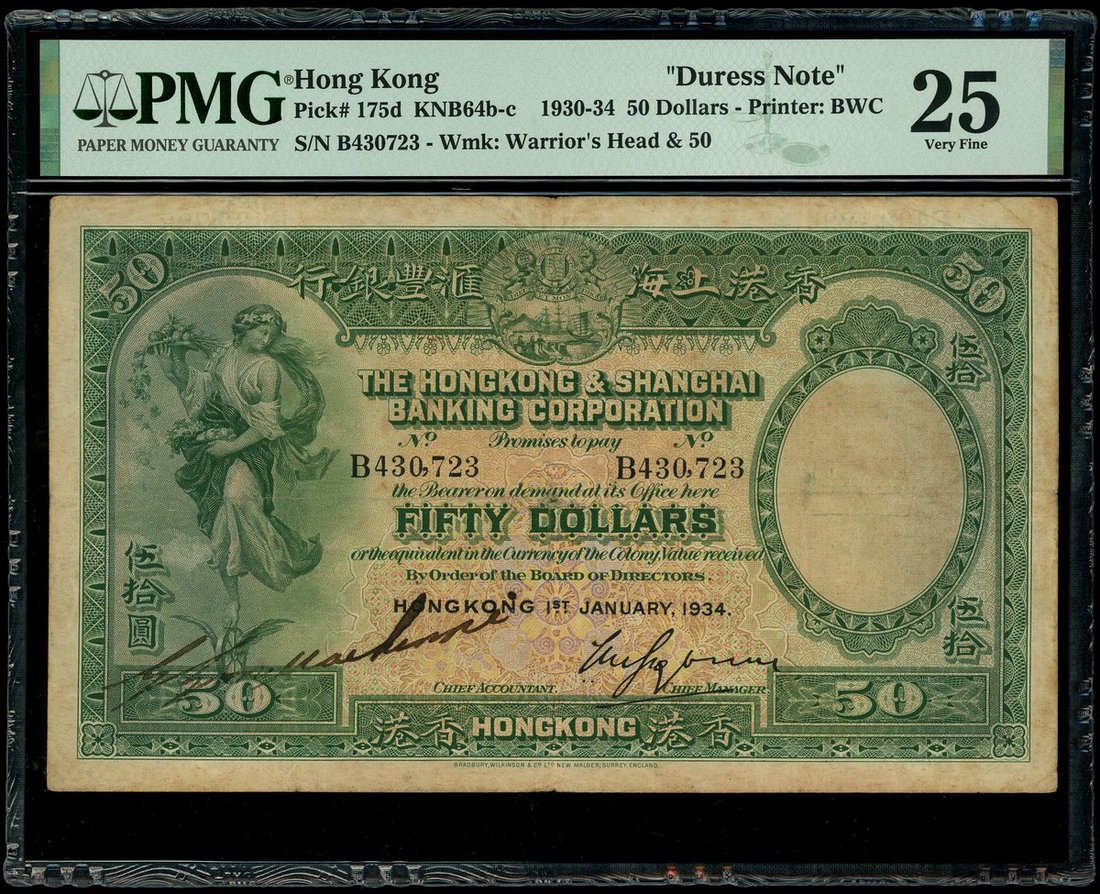 PMG®
PAPER MONEY GUARANTY
Hong Kong "Duress Note"
Pick# 175d KNB64b-c 1930-34 50 Dollars - Printer: BWC
S/N B430723 - Wmk: Warrior's Head & 50
25
Very Fine
50 50
行銀豐滙 海上港香
伍拾
THE HONGKONG & SHANGHAI
BANKING CORPORATION
No. Promises to pay No.
B430,723 B430,723
the Bearer on demand at its Office here
FIFTY DOLLARS
or the equivalent in the Currency of the Colony Value received
By Order of the BOARD OF DIRECTORS.
HONGKONG 1ST JANUARY, 1934.
伍拾圓
伍拾
CHIEF ACCOUNTANT. CHIEF MANAGER
50 50
港 HONGKONG 香
BRADBURY, WILKINSON & Co LTD NEW MALDEN, SURREY, ENGLAND.